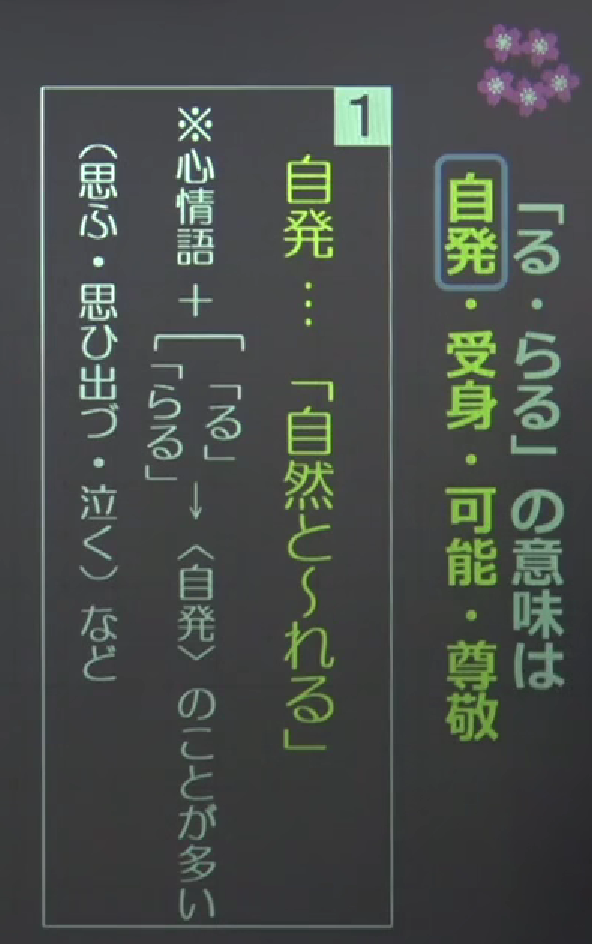 「る・らる」の意味は
自発・受身・可能・尊敬
1
自発…「自然と～れる」
※心情語＋「る」「らる」→〈自発〉のことが多い
（思ふ・思ひ出づ・泣く）など